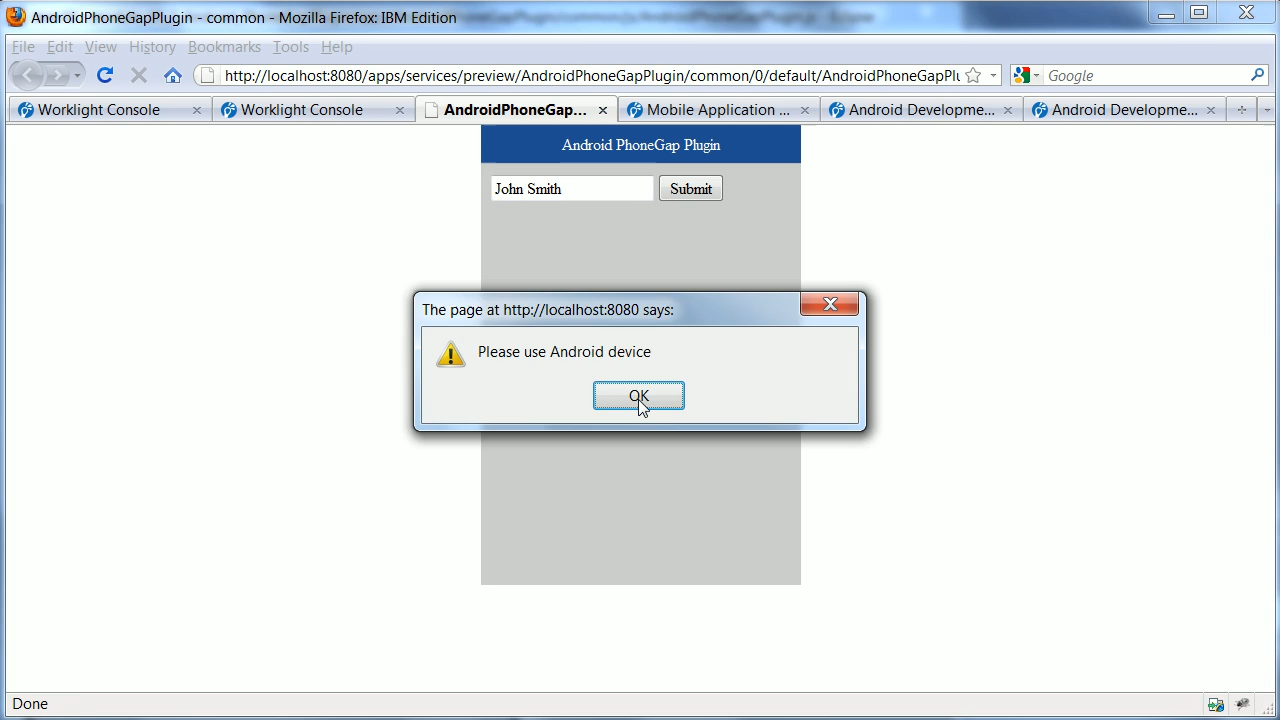 AndroidPhoneGapPlugin - common - Mozilla Firefox: IBM Edition
File Edit View History Bookmarks Tools Help
http://localhost:8080/apps/services/preview/AndroidPhoneGapPlugin/common/0/default/AndroidPhoneGapPlu
Google
Worklight Console
Worklight Console
AndroidPhoneGap...
Mobile Application ...
Android Developme...
Android Developme...
Android PhoneGap Plugin
John Smith Submit
The page at http://localhost:8080 says:
Please use Android device
OK
Done